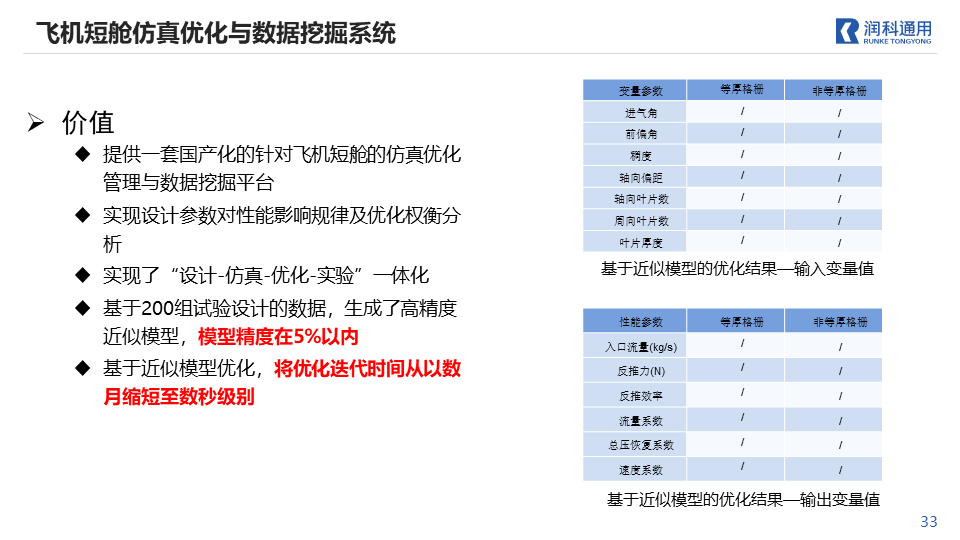 飞机短舱仿真优化与数据挖掘系统
润科通用
RUNKE TONGYONG
价值
提供一套国产化的针对飞机短舱的仿真优化
管理与数据挖掘平台
实现设计参数对性能影响规律及优化权衡分
析
实现了“设计-仿真-优化-实验”一体化
基于200组试验设计的数据，生成了高精度
近似模型，模型精度在5%以内
基于近似模型优化，将优化迭代时间从以数
月缩短至数秒级别
变量参数 等厚格栅 非等厚格栅
进气角 / /
前偏角 / /
稠度 / /
轴向偏距 / /
轴向叶片数 / /
周向叶片数 / /
叶片厚度 / /
基于近似模型的优化结果—输入变量值
性能参数 等厚格栅 非等厚格栅
入口流量(kg/s) / /
反推力(N) / /
反推效率 / /
流量系数 / /
总压恢复系数 / /
速度系数 / /
基于近似模型的优化结果—输出变量值
33